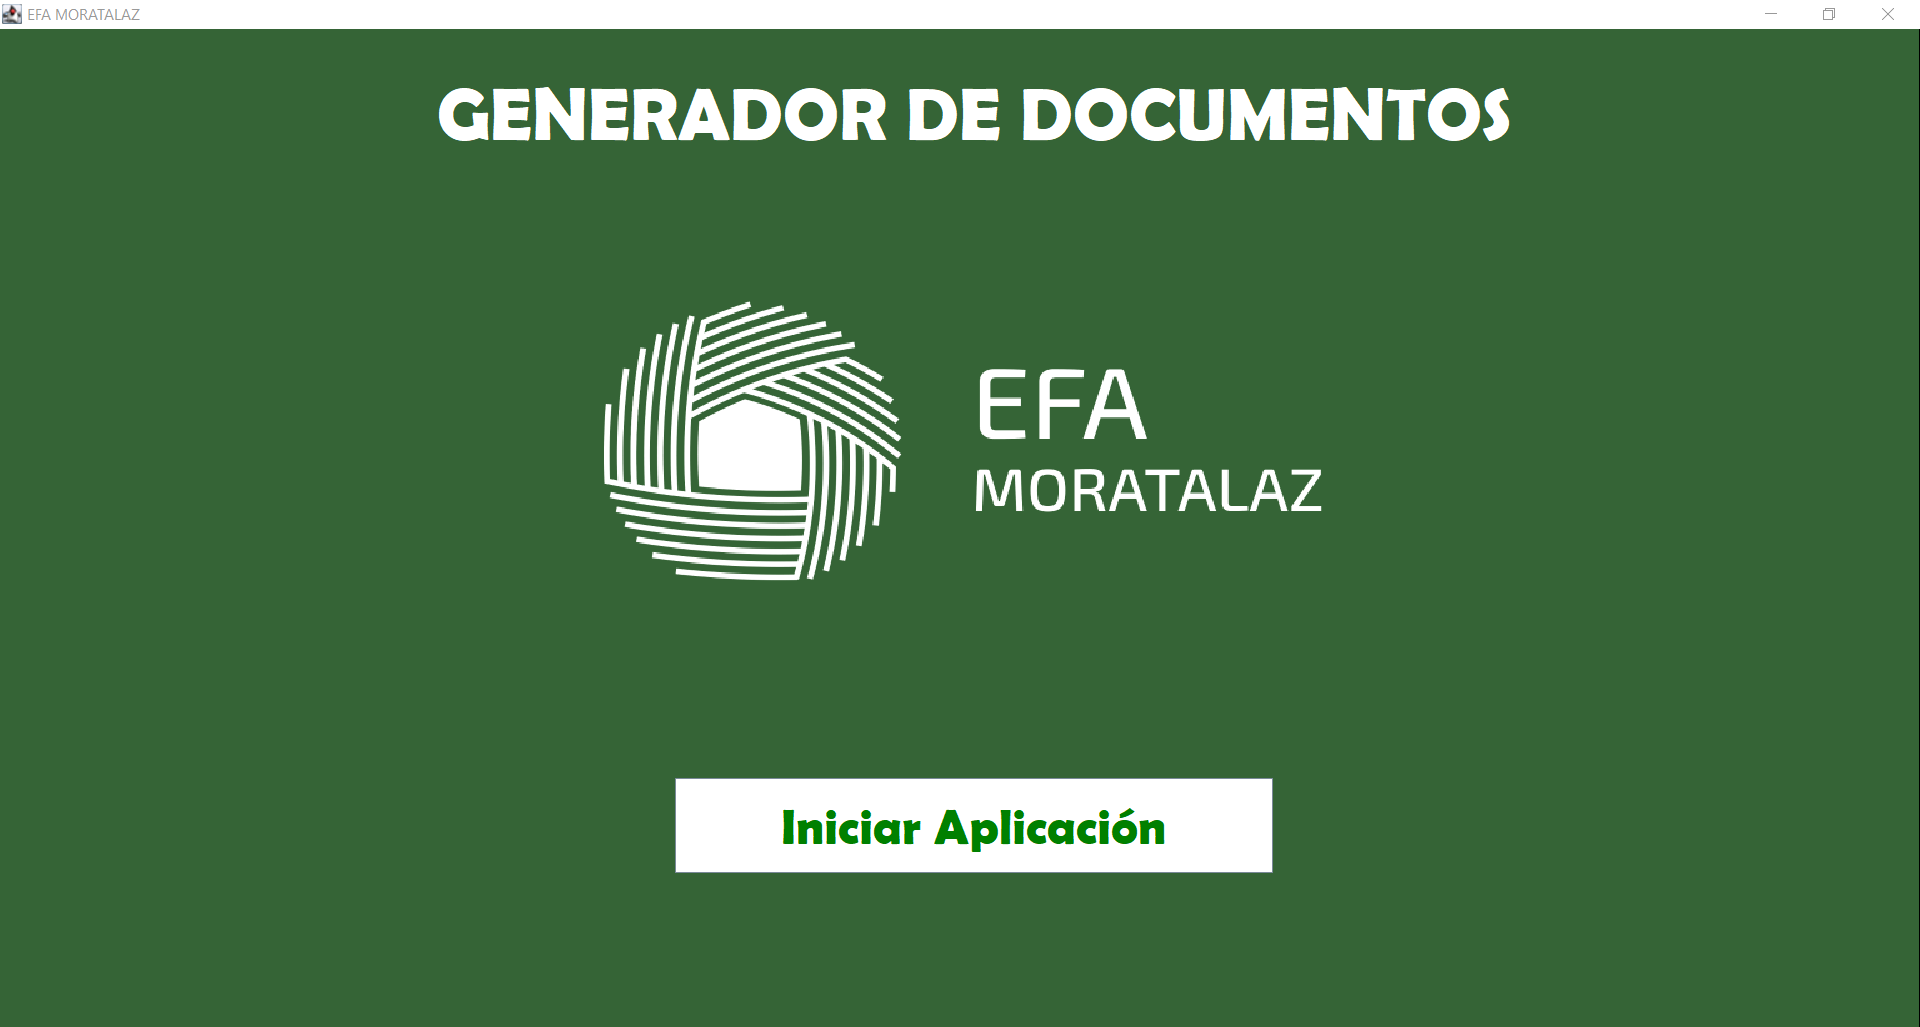 EFA MORATALAZ
GENERADOR DE DOCUMENTOS
EFA
MORATALAZ
Iniciar Aplicación